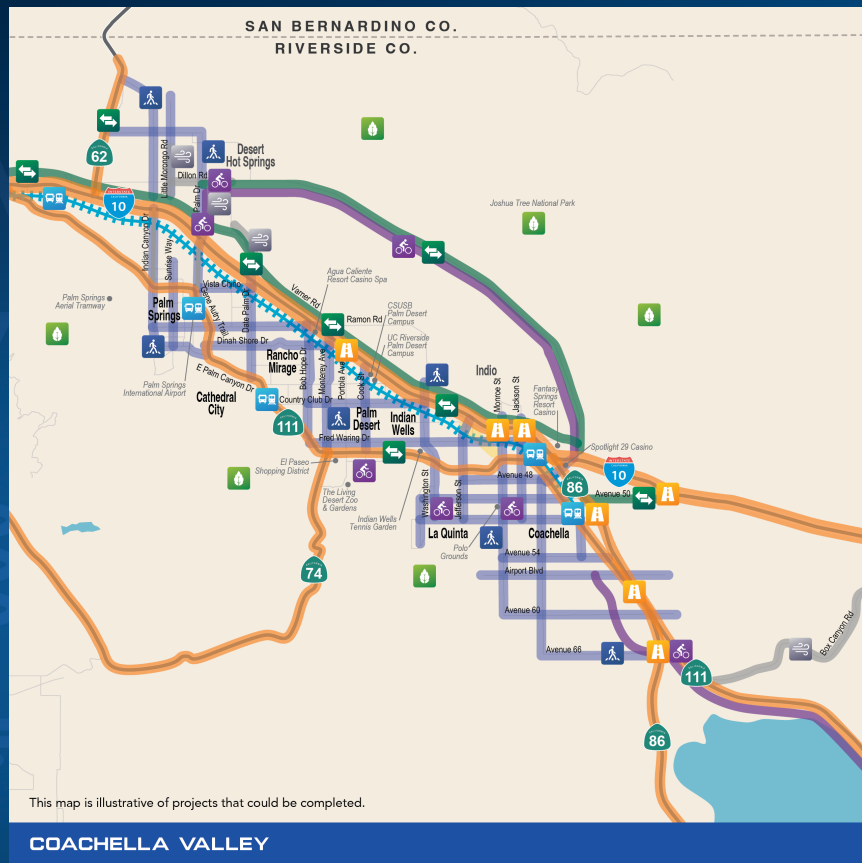 SAN BERNARDINO CO.
RIVERSIDE CO.
62
Little Morongo Rd
Desert
Hot Springs
Dillon Rd
Palm Dr
10
Joshua Tree National Park
Indian Canyon Dr
Sunrise Way
Gene Autry Trail
Vista Chino
Date Palm Dr
Varner Rd
Agua Caliente
Resort Casino Spa
Palm Springs
Aerial Tramway
Palm
Springs
CSUSB
Palm Desert
Campus
Ramon Rd
UC Riverside
Palm Desert
Campus
Dinah Shore Dr
Rancho
Mirage
Bob Hope Dr
Monterey Ave
Portola Ave
Cook St
Palm Springs
International Airport
E Palm Canyon Dr
Cathedral
City
Country Club Dr
111
Palm
Desert
Indian
Wells
Fred Waring Dr
Indio
Monroe St
Jackson St
Fantasy
Springs
Resort
Casino
Spotlight 29 Casino
El Paseo
Shopping District
The Living
Desert Zoo
& Gardens
Indian Wells
Tennis Garden
Washington St
Jefferson St
Avenue 48
86
10
Avenue 50
La Quinta
Polo
Grounds
Coachella
Avenue 54
Airport Blvd
74
Avenue 60
Avenue 66
Box Canyon Rd
111
86
This map is illustrative of projects that could be completed.
COACHELLA VALLEY